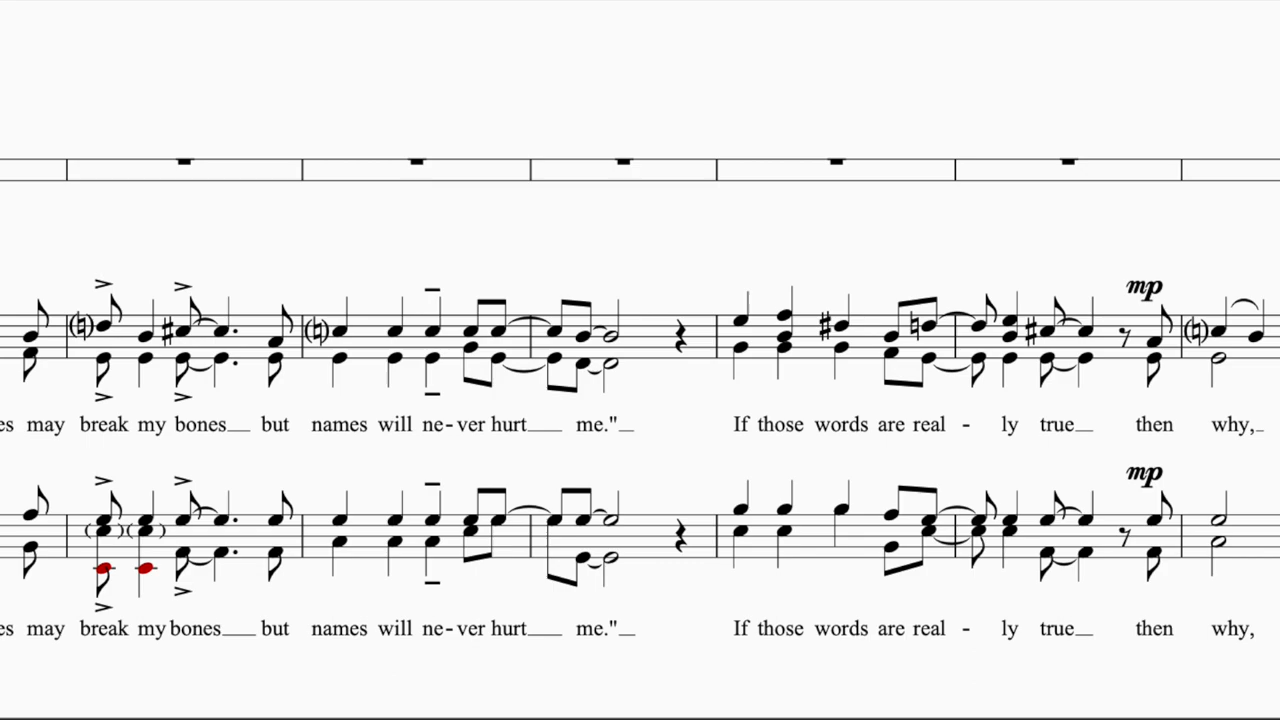 mp
es may break my bones__ but names will ne-ver hurt___ me."_ If those words are real - ly true__ then why,_
mp
es may break my bones___ but names will ne-ver hurt___ me."_ If those words are real - ly true__ then why,